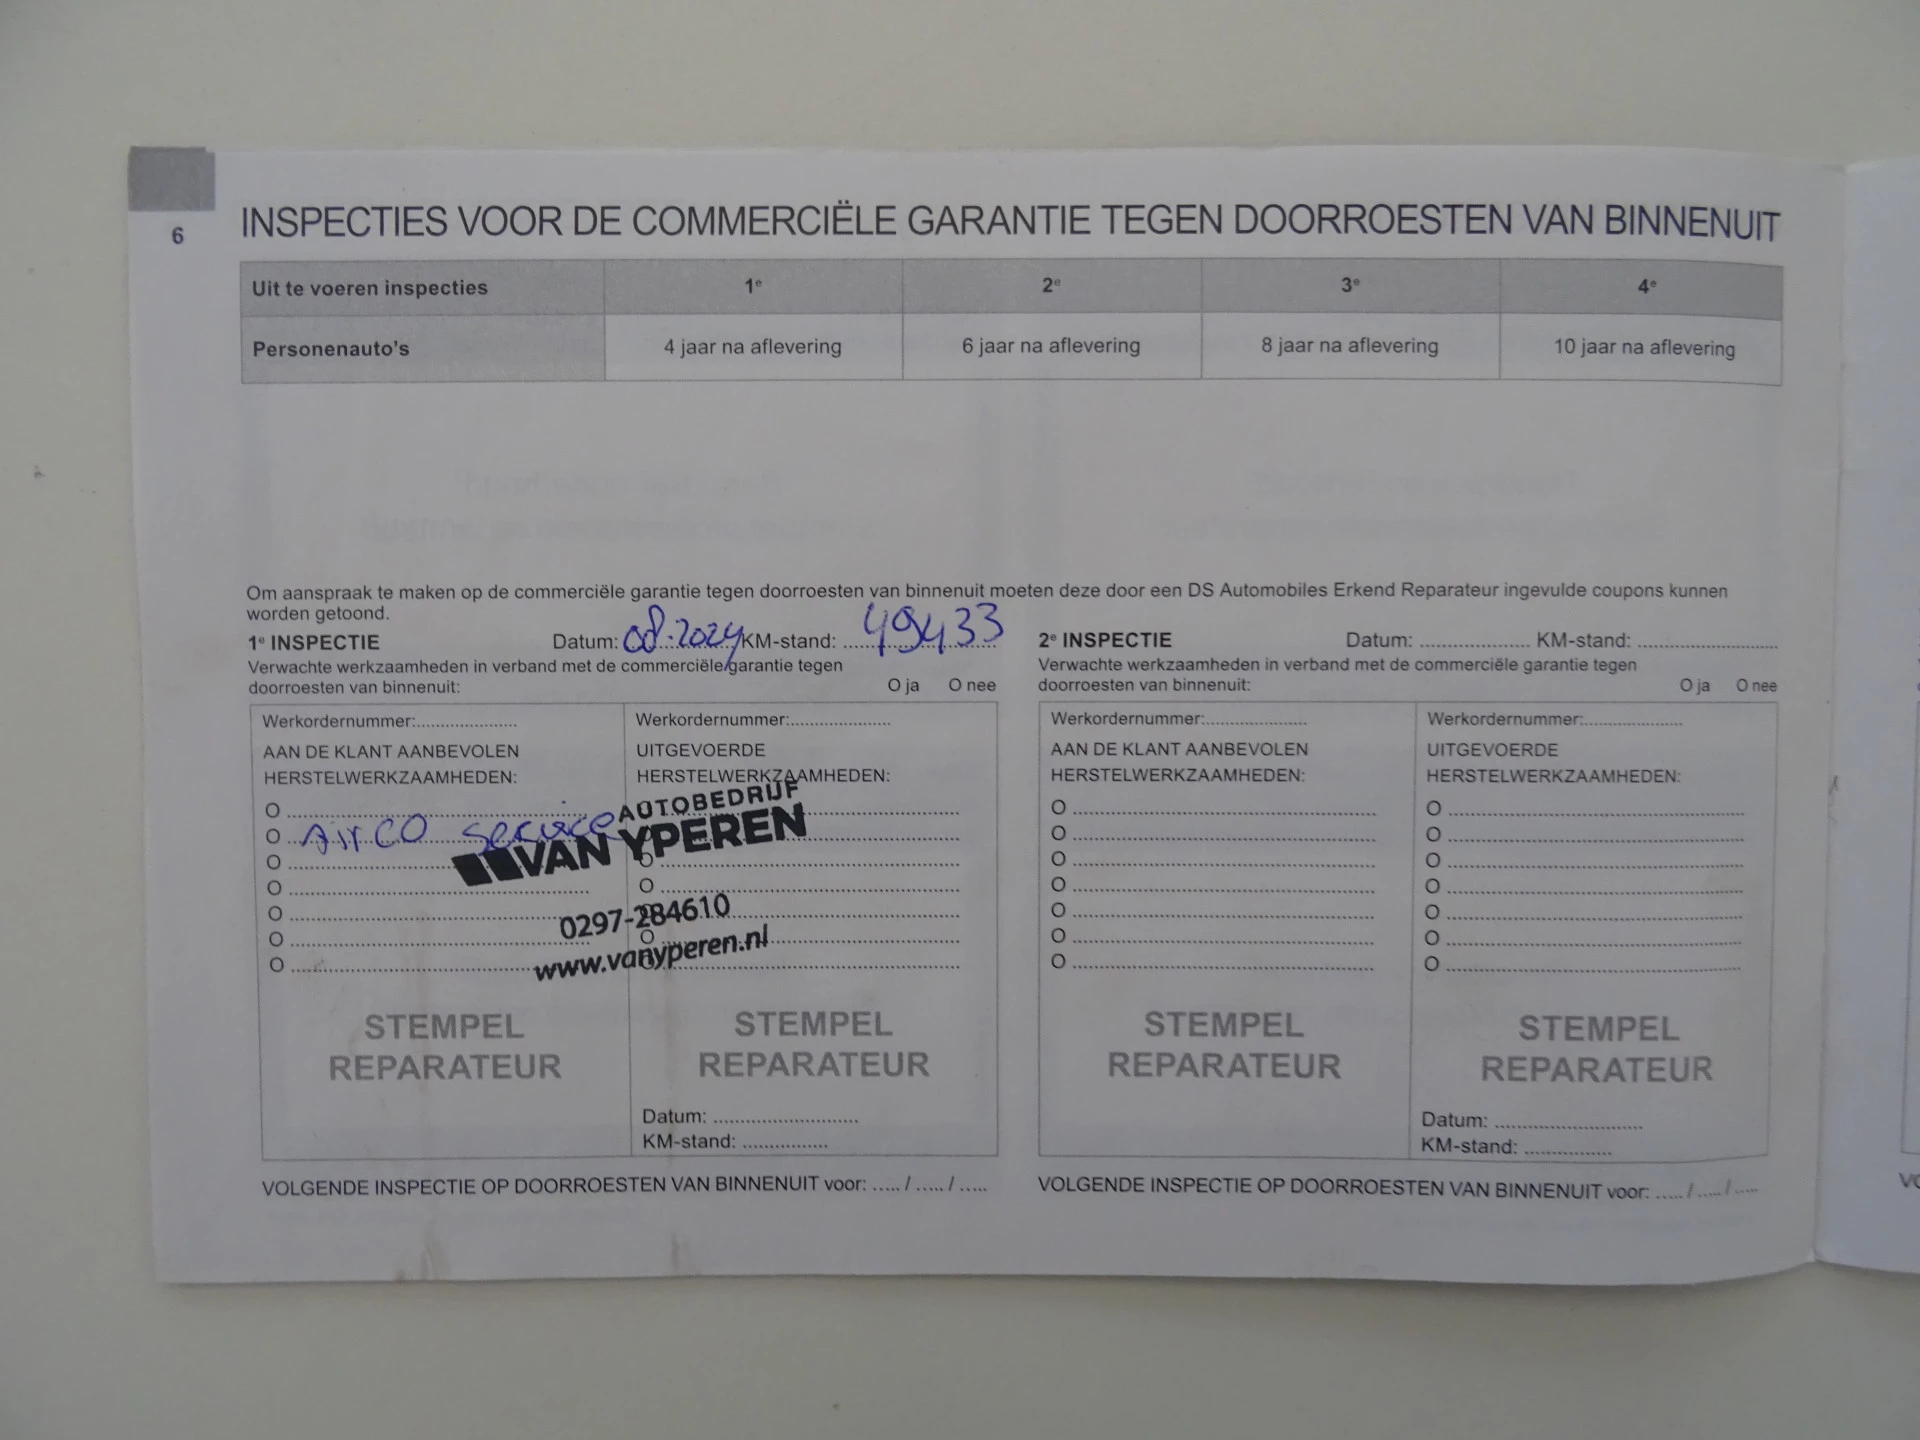 6
INSPECTIES VOOR DE COMMERCIËLE GARANTIE TEGEN DOORROESTEN VAN BINNENUIT
Uit te voeren inspecties 1e 2e 3e 4e
Personenauto's 4 jaar na aflevering 6 jaar na aflevering 8 jaar na aflevering 10 jaar na aflevering
Om aanspraak te maken op de commerciële garantie tegen doorroesten van binnenuit moeten deze door een DS Automobiles Erkend Reparateur ingevulde coupons kunnen
worden getoond.
1e INSPECTIE Datum: 08.2024 KM-stand: 49433
Verwachte werkzaamheden in verband met de commerciële garantie tegen
doorroesten van binnenuit: O ja O nee
Werkordernummer:.................... Werkordernummer:....................
AAN DE KLANT AANBEVOLEN UITGEVOERDE
HERSTELWERKZAAMHEDEN: HERSTELWERKZAAMHEDEN:
AirCO service
AUTOBEDRIJF
VAN YPEREN
0297-284610
www.vanyperen.nl
STEMPEL STEMPEL
REPARATEUR REPARATEUR
Datum: ..........................
KM-stand: ...............
VOLGENDE INSPECTIE OP DOORROESTEN VAN BINNENUIT voor: ..... / ..... / .....
2e INSPECTIE Datum: .................... KM-stand: .........................
Verwachte werkzaamheden in verband met de commerciële garantie tegen
doorroesten van binnenuit: O ja O nee
Werkordernummer:.................... Werkordernummer:....................
AAN DE KLANT AANBEVOLEN UITGEVOERDE
HERSTELWERKZAAMHEDEN: HERSTELWERKZAAMHEDEN:
STEMPEL STEMPEL
REPARATEUR REPARATEUR
Datum: ..........................
KM-stand: ...............
VOLGENDE INSPECTIE OP DOORROESTEN VAN BINNENUIT voor: ..... / ..... / .....